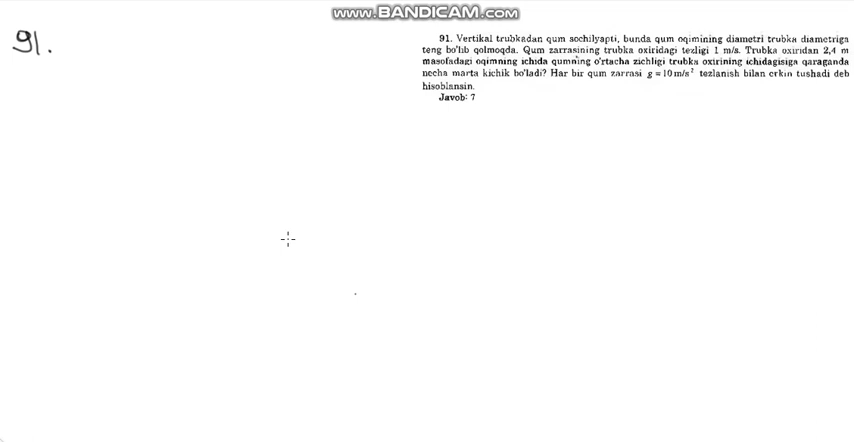 www.BANDICAM.com
91.
91. Vertikal trubkadan qum sochilyapti, bunda qum oqimining diametri trubka diametriga
teng bo'lib qolmoqda. Qum zarrasining trubka oxiridagi tezligi 1 m/s. Trubka oxiridan 2,4 m
masofadagi oqimning ichida qumning o'rtacha zichligi trubka oxirining ichidagisiga qaraganda
necha marta kichik bo'ladi? Har bir qum zarrasi g = 10 m/s² tezlanish bilan erkin tushadi deb
hisoblansin.
Javob: 7